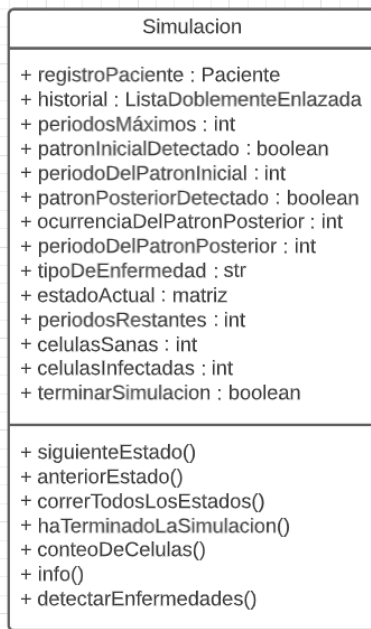 Simulacion
+ registroPaciente : Paciente
+ historial : ListaDoblementeEnlazada
+ periodosMáximos : int
+ patronInicialDetectado : boolean
+ periodoDelPatronInicial : int
+ patronPosteriorDetectado : boolean
+ ocurrenciaDelPatronPosterior : int
+ periodoDelPatronPosterior : int
+ tipoDeEnfermedad : str
+ estadoActual : matriz
+ periodosRestantes : int
+ celulasSanas : int
+ celulasInfectadas : int
+ terminarSimulacion : boolean
+ siguienteEstado()
+ anteriorEstado()
+ correrTodosLosEstados()
+ haTerminadoLaSimulacion()
+ conteoDeCelulas()
+ info()
+ detectarEnfermedades()